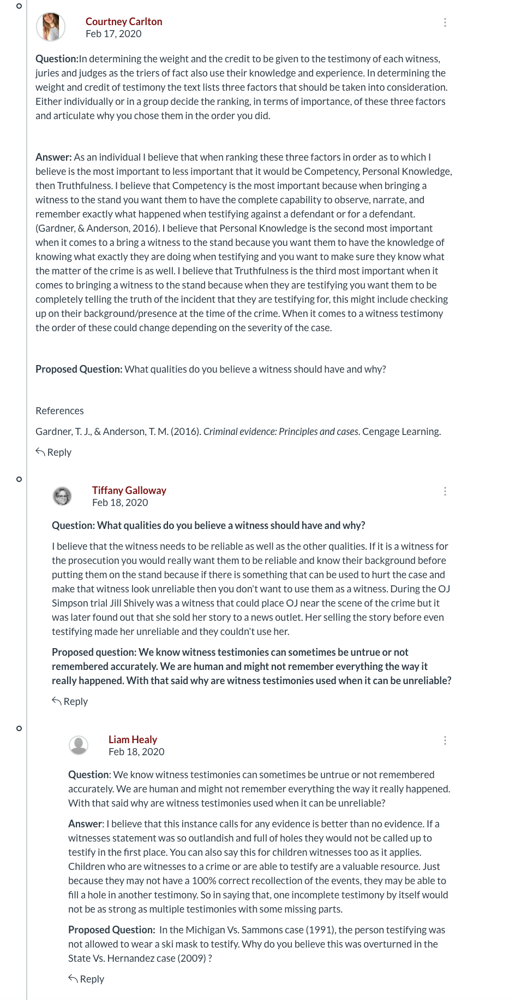 Courtney Carlton
Feb 17, 2020
Question:In determining the weight and the credit to be given to the testimony of each witness,
juries and judges as the triers of fact also use their knowledge and experience. In determining the
weight and credit of testimony the text lists three factors that should be taken into consideration.
Either individually or in a group decide the ranking, in terms of importance, of these three factors
and articulate why you chose them in the order you did.
Answer: As an individual I believe that when ranking these three factors in order as to which I
believe is the most important to less important that it would be Competency, Personal Knowledge,
then Truthfulness. I believe that Competency is the most important because when bringing a
witness to the stand you want them to have the complete capability to observe, narrate, and
remember exactly what happened when testifying against a defendant or for a defendant.
(Gardner, & Anderson, 2016). I believe that Personal Knowledge is the second most important
when it comes to a bring a witness to the stand because you want them to have the knowledge of
knowing what exactly they are doing when testifying and you want to make sure they know what
the matter of the crime is as well. I believe that Truthfulness is the third most important when it
comes to bringing a witness to the stand because when they are testifying you want them to be
completely telling the truth of the incident that they are testifying for, this might include checking
up on their background/presence at the time of the crime. When it comes to a witness testimony
the order of these could change depending on the severity of the case.
Proposed Question: What qualities do you believe a witness should have and why?
References
Gardner, T. J., & Anderson, T. M. (2016). Criminal evidence: Principles and cases. Cengage Learning.
Reply
Tiffany Galloway
Feb 18, 2020
Question: What qualities do you believe a witness should have and why?
I believe that the witness needs to be reliable as well as the other qualities. If it is a witness for
the prosecution you would really want them to be reliable and know their background before
putting them on the stand because if there is something that can be used to hurt the case and
make that witness look unreliable then you don't want to use them as a witness. During the OJ
Simpson trial Jill Shively was a witness that could place OJ near the scene of the crime but it
was later found out that she sold her story to a news outlet. Her selling the story before even
testifying made her unreliable and they couldn't use her.
Proposed question: We know witness testimonies can sometimes be untrue or not
remembered accurately. We are human and might not remember everything the way it
really happened. With that said why are witness testimonies used when it can be unreliable?
Reply
Liam Healy
Feb 18, 2020
Question: We know witness testimonies can sometimes be untrue or not remembered
accurately. We are human and might not remember everything the way it really happened.
With that said why are witness testimonies used when it can be unreliable?
Answer: I believe that this instance calls for any evidence is better than no evidence. If a
witnesses statement was so outlandish and full of holes they would not be called up to
testify in the first place. You can also say this for children witnesses too as it applies.
Children who are witnesses to a crime or are able to testify are a valuable resource. Just
because they may not have a 100% correct recollection of the events, they may be able to
fill a hole in another testimony. So in saying that, one incomplete testimony by itself would
not be as strong as multiple testimonies with some missing parts.
Proposed Question: In the Michigan Vs. Sammons case (1991), the person testifying was
not allowed to wear a ski mask to testify. Why do you believe this was overturned in the
State Vs. Hernandez case (2009) ?
Reply